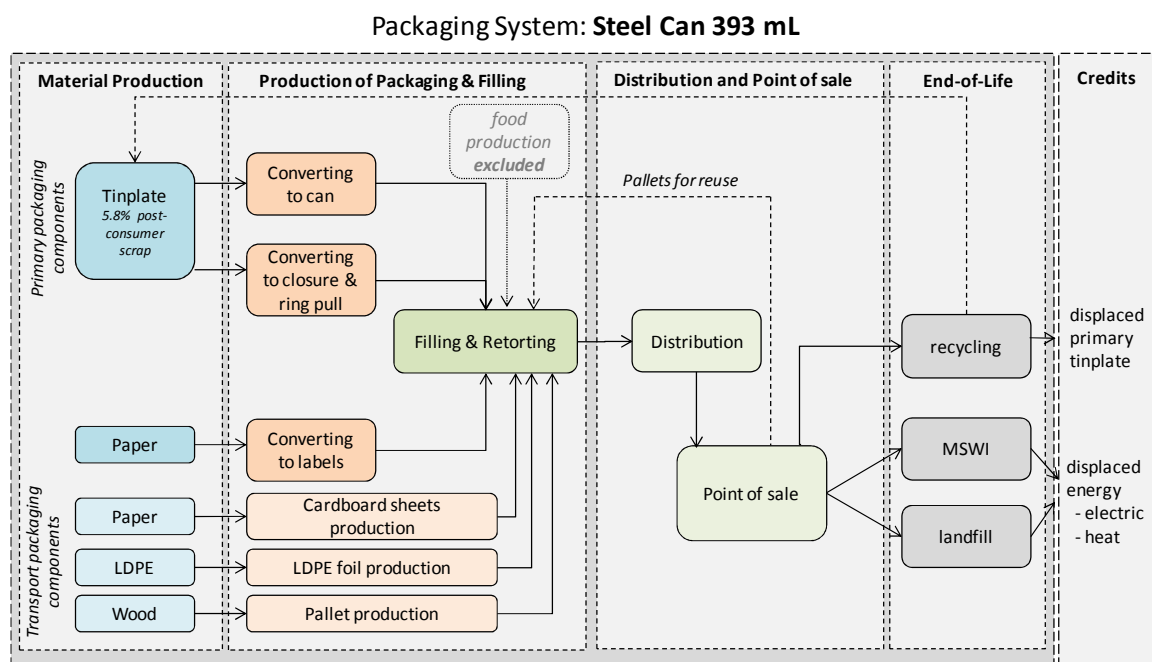 Packaging System: Steel Can 393 mL
Material Production
Production of Packaging & Filling
Distribution and Point of sale
End-of-Life
Credits
Primary packaging
components
Tinplate
5.8% post-
consumer
scrap
Converting
to can
Converting
to closure &
ring pull
food
production
excluded
Pallets for reuse
Filling & Retorting
Distribution
recycling
displaced
primary
tinplate
Transport packaging
components
Paper
Converting
to labels
Paper
Cardboard sheets
production
LDPE
LDPE foil production
Wood
Pallet production
Point of sale
MSWI
landfill
displaced
energy
- electric
- heat